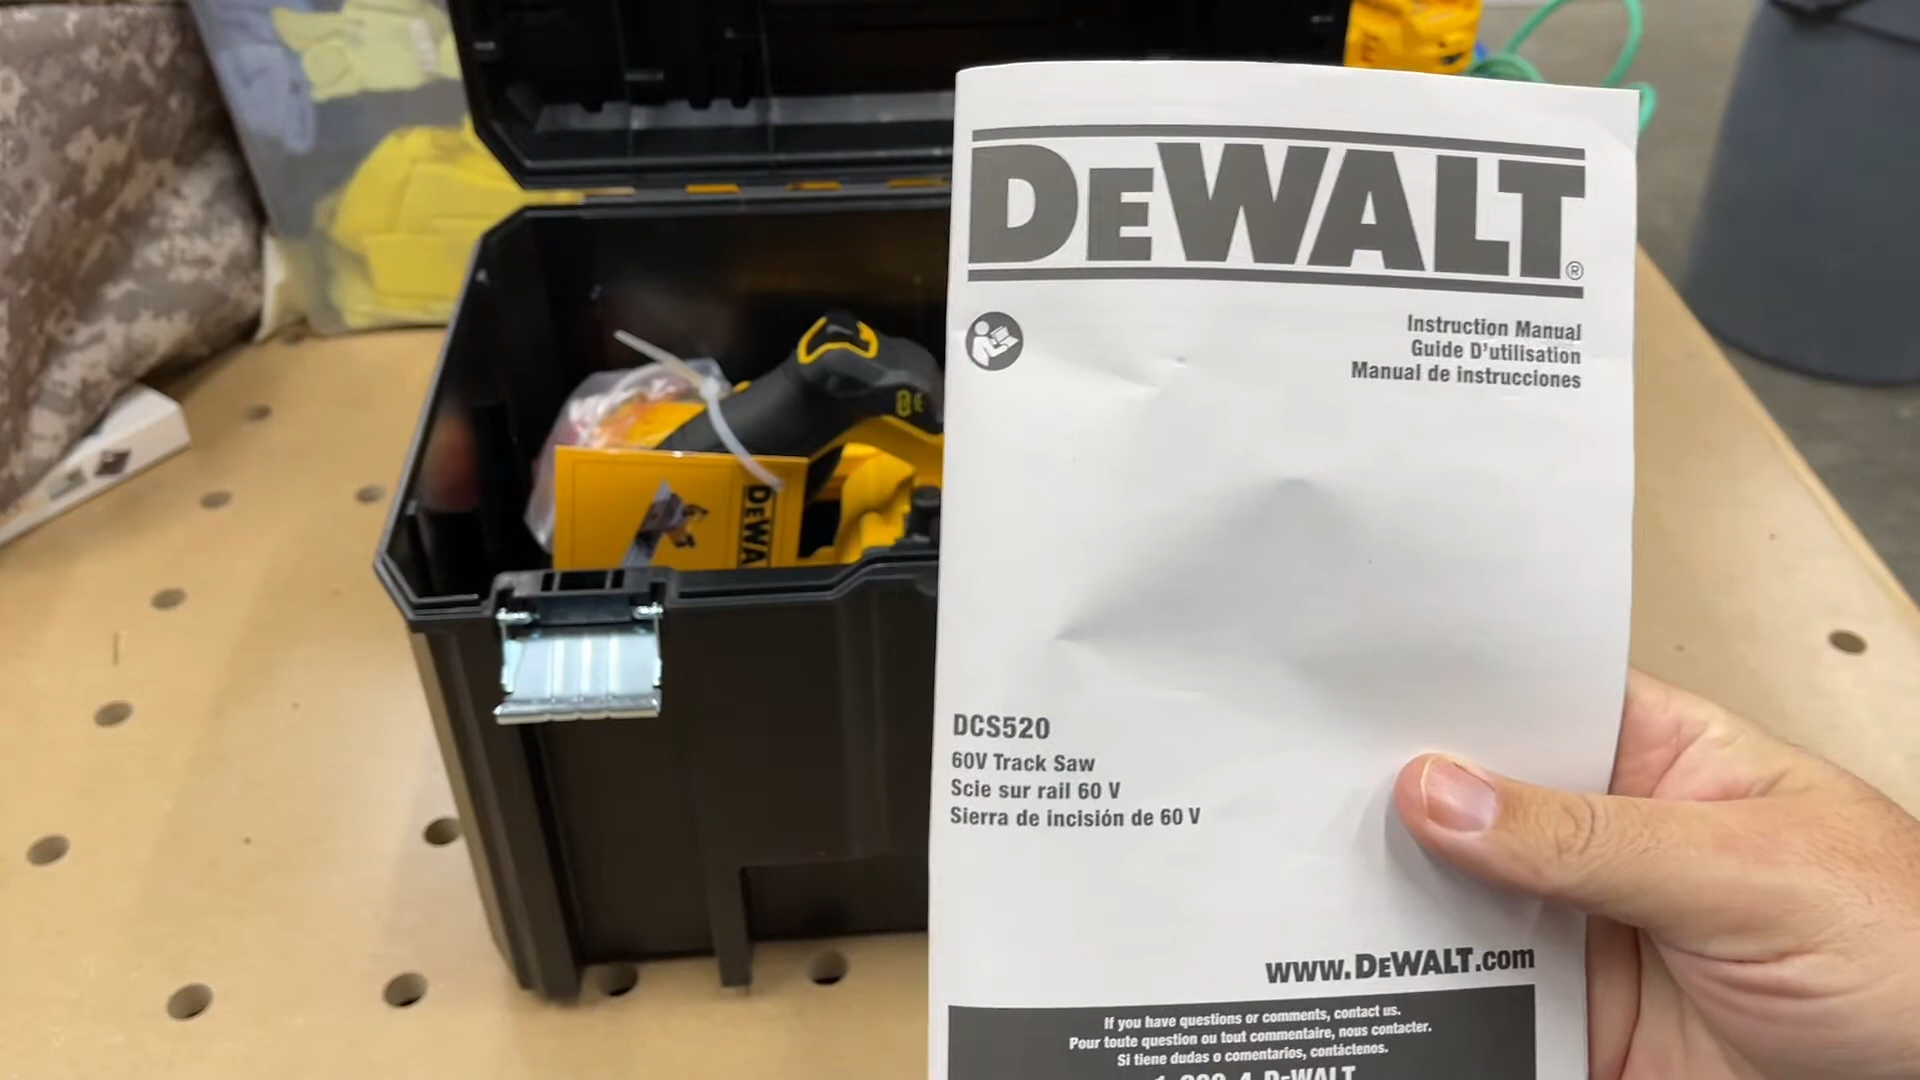 DEWALT®
Instruction Manual
Guide D'utilisation
Manual de instrucciones
DEWA
DCS520
60V Track Saw
Scie sur rail 60 V
Sierra de incisión de 60 V
www.DEWALT.com
If you have questions or comments, contact us.
Pour toute question ou tout commentaire, nous contacter.
Si tiene dudas o comentarios, contáctenos.
DEWALT